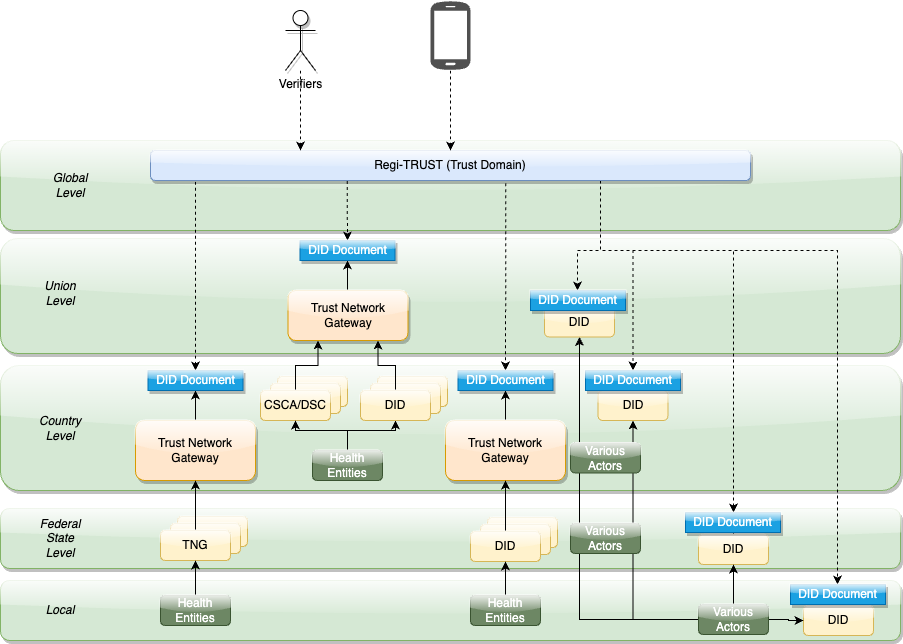 Verifiers
Regi-TRUST (Trust Domain)
Global
Level
DID Document
Union
Level
Trust Network
Gateway
DID Document
DID
DID Document
DID Document
DID Document
CSCA/DSC
DID
DID
Country
Level
Trust Network
Gateway
Trust Network
Gateway
Health
Entities
Various
Actors
Federal
State
Level
TNG
DID
Various
Actors
DID Document
DID
Local
Health
Entities
Health
Entities
Various
Actors
DID Document
DID